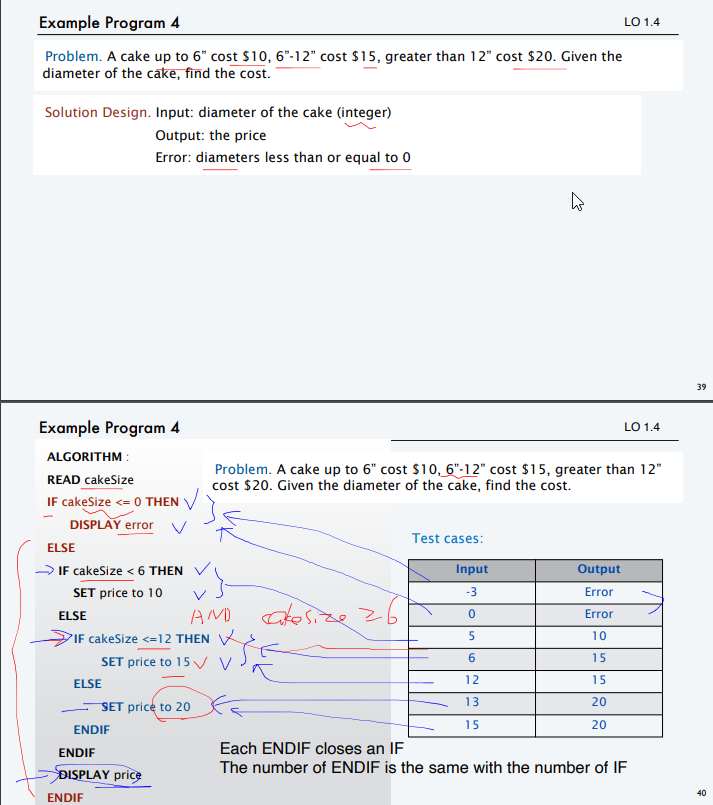 Example Program 4
LO 1.4
Problem. A cake up to 6” cost $10, 6”-12” cost $15, greater than 12” cost $20. Given the
diameter of the cake, find the cost.
Solution Design. Input: diameter of the cake (integer)
Output: the price
Error: diameters less than or equal to 0
39
Example Program 4
LO 1.4
ALGORITHM :
READ cakeSize
IF cakeSize <= 0 THEN
DISPLAY error
ELSE
IF cakeSize < 6 THEN
SET price to 10
ELSE
AND cakesize ≥ 6
IF cakeSize <=12 THEN
SET price to 15
ELSE
SET price to 20
ENDIF
ENDIF
DISPLAY price
ENDIF
Problem. A cake up to 6” cost $10, 6”-12” cost $15, greater than 12”
cost $20. Given the diameter of the cake, find the cost.
Test cases:
Input Output
-3 Error
0 Error
5 10
6 15
12 15
13 20
15 20
Each ENDIF closes an IF
The number of ENDIF is the same with the number of IF
40